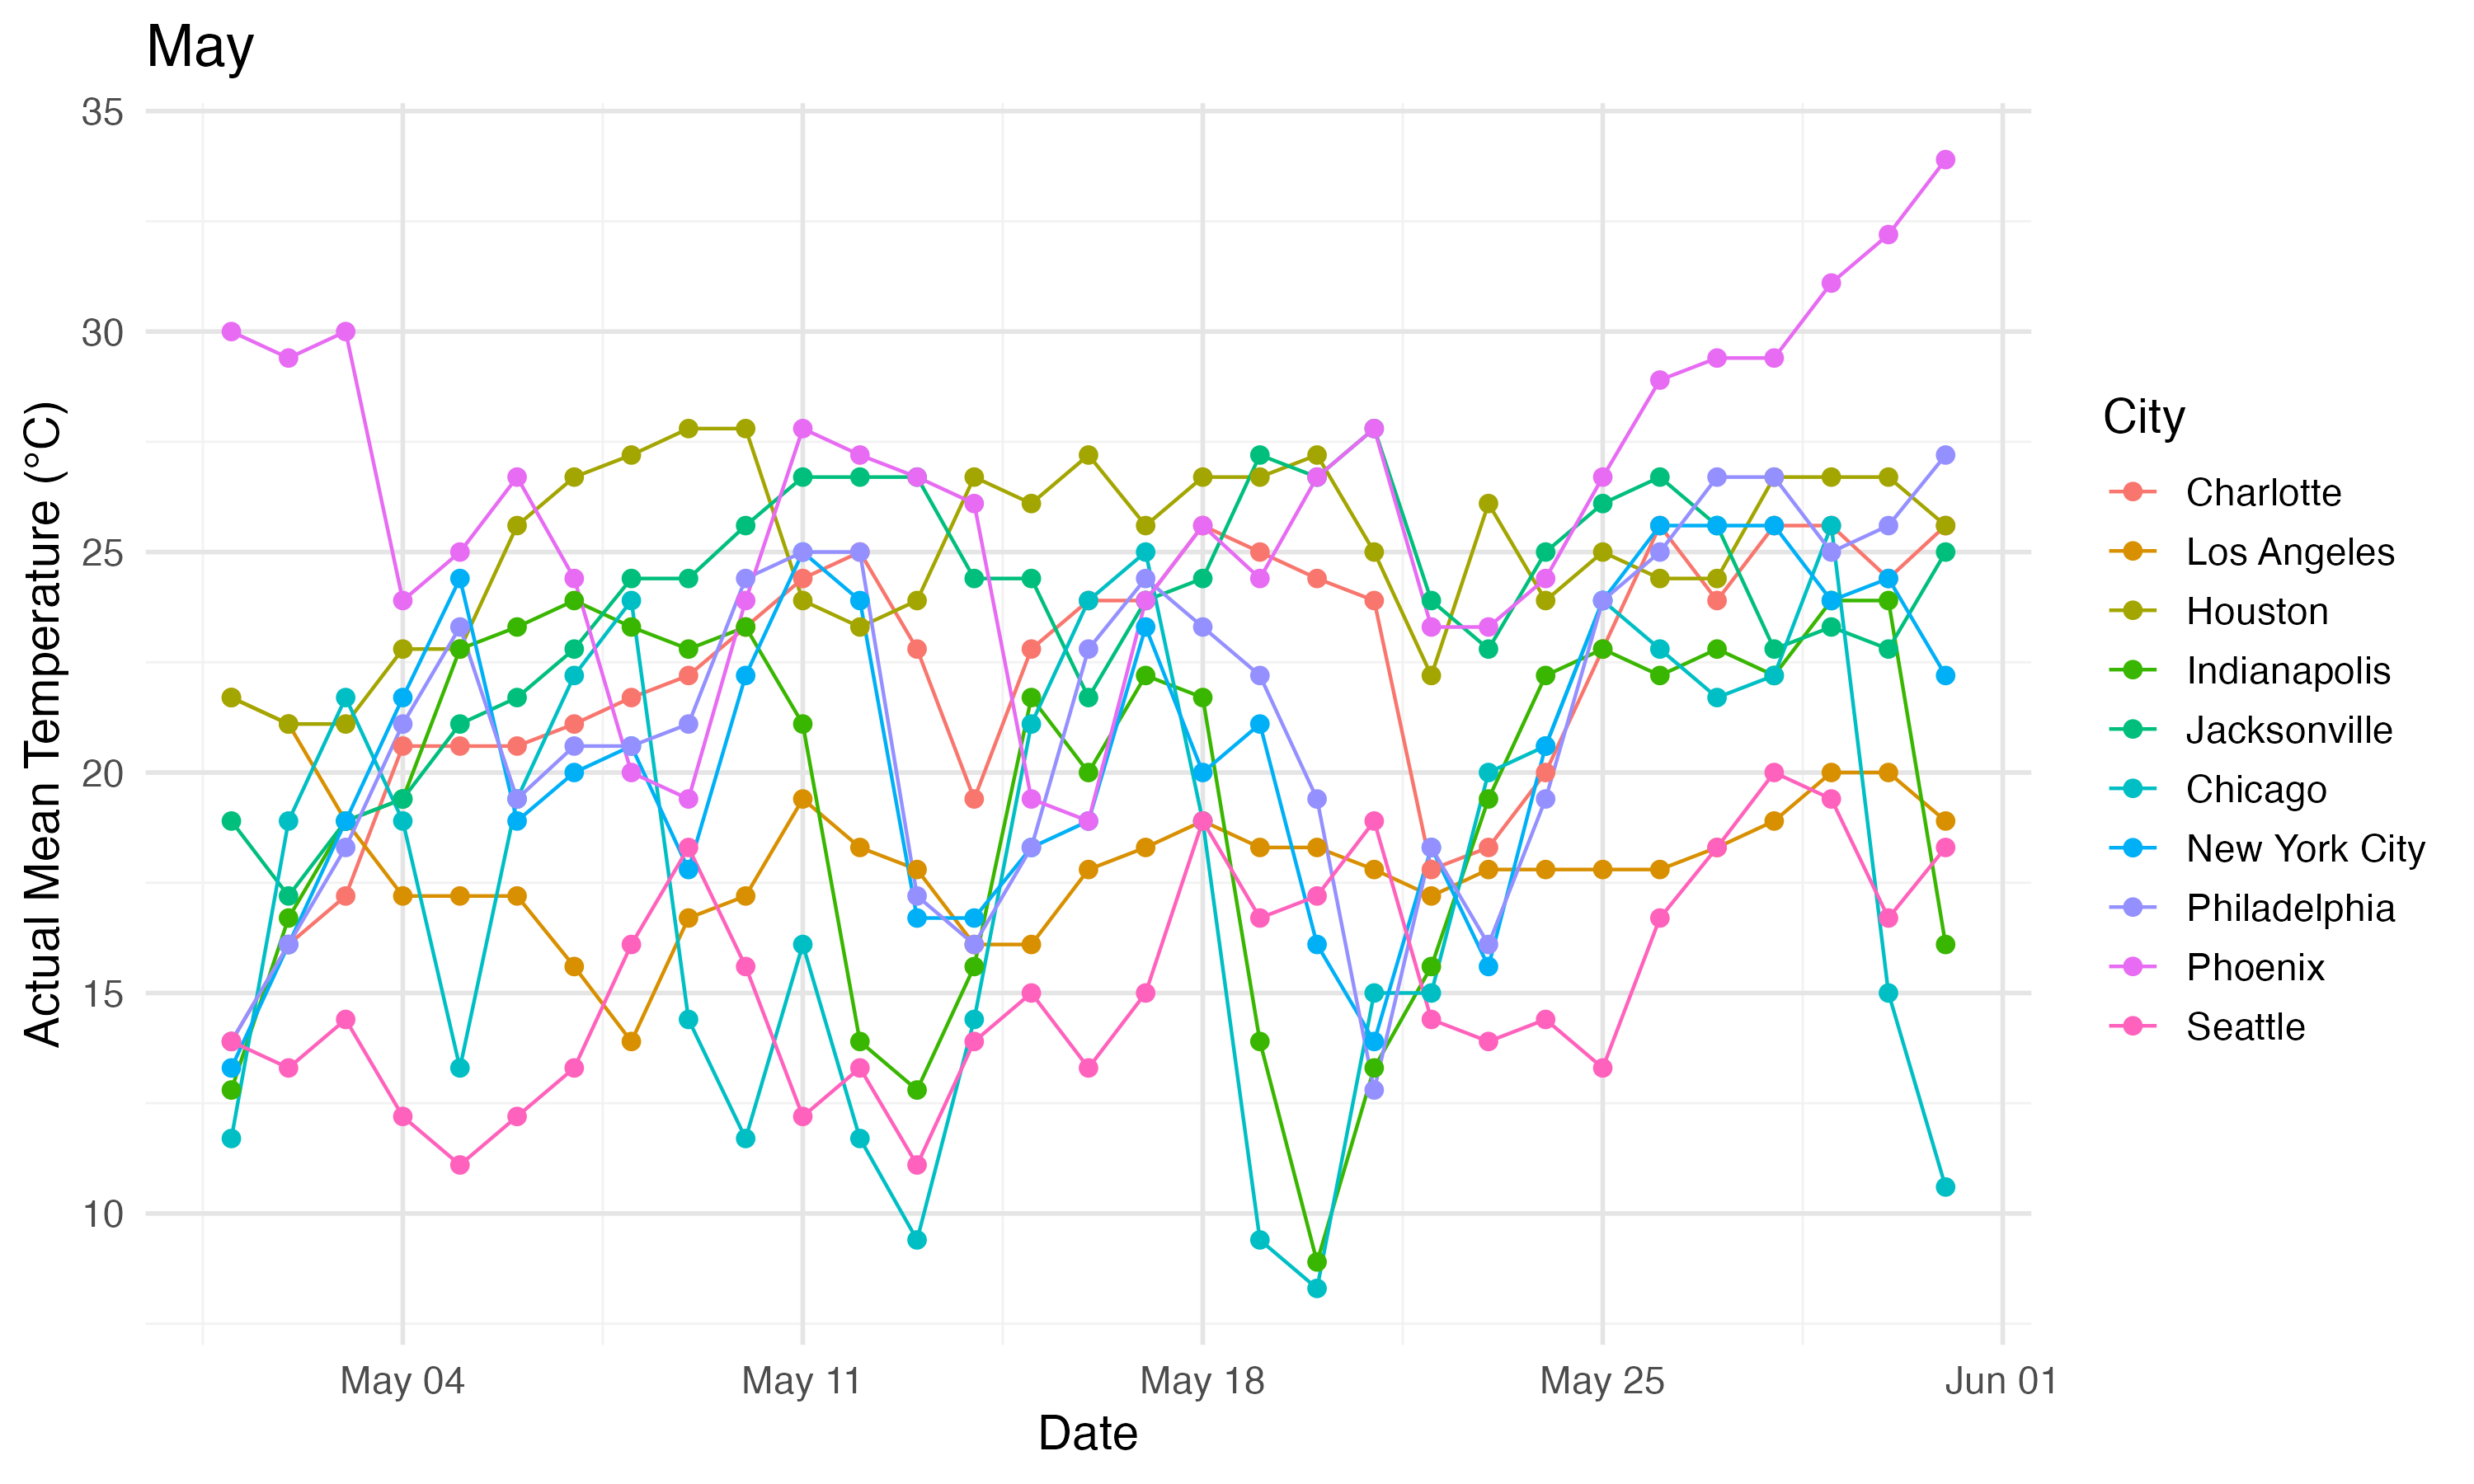 May
35
30
25
20
15
10
Actual Mean Temperature (°C)
May 04
May 11
May 18
May 25
Jun 01
Date
City
Charlotte
Los Angeles
Houston
Indianapolis
Jacksonville
Chicago
New York City
Philadelphia
Phoenix
Seattle